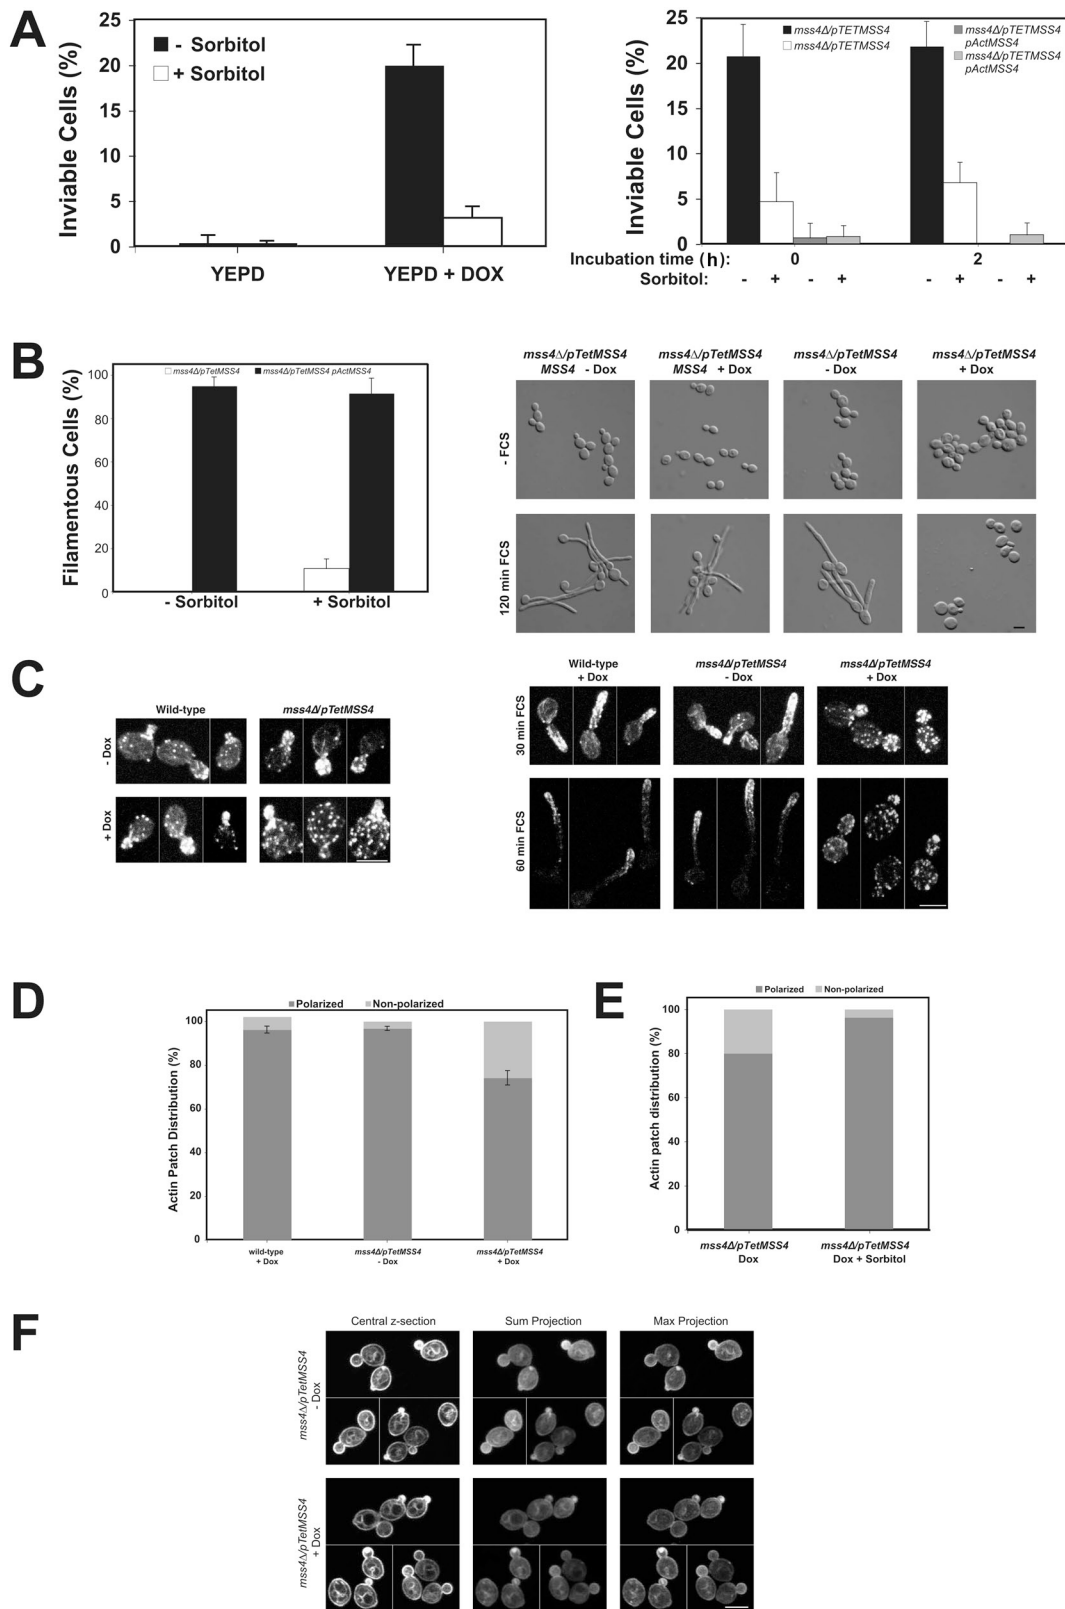 A
Inviable Cells (%)
25
20
15
10
5
0
- Sorbitol
+ Sorbitol
YEPD
YEPD + DOX
Inviable Cells (%)
25
20
15
10
5
0
mss4Δ/pTETMSS4
mss4Δ/pTETMSS4
mss4Δ/pTETMSS4
pActMSS4
mss4Δ/pTETMSS4
pActMSS4
Incubation time (h):
0
2
Sorbitol:
- + - + - + - +
B
Filamentous Cells (%)
100
80
60
40
20
0
mss4Δ/pTetMSS4
mss4Δ/pTetMSS4 pActMSS4
- Sorbitol
+ Sorbitol
mss4Δ/pTetMSS4
MSS4 - Dox
mss4Δ/pTetMSS4
MSS4 + Dox
mss4Δ/pTetMSS4
- Dox
mss4Δ/pTetMSS4
+ Dox
- FCS
120 min FCS
C
Wild-type
mss4Δ/pTetMSS4
- Dox
+ Dox
Wild-type
+ Dox
mss4Δ/pTetMSS4
- Dox
mss4Δ/pTetMSS4
+ Dox
30 min FCS
60 min FCS
D
Polarized
Non-polarized
Actin Patch Distribution (%)
100
80
60
40
20
0
wild-type
+ Dox
mss4Δ/pTetMSS4
- Dox
mss4Δ/pTetMSS4
+ Dox
E
Polarized
Non-polarized
Actin patch distribution (%)
100
80
60
40
20
0
mss4Δ/pTetMSS4
Dox
mss4Δ/pTetMSS4
Dox + Sorbitol
F
Central z-section
Sum Projection
Max Projection
mss4Δ/pTetMSS4
- Dox
mss4Δ/pTetMSS4
+ Dox